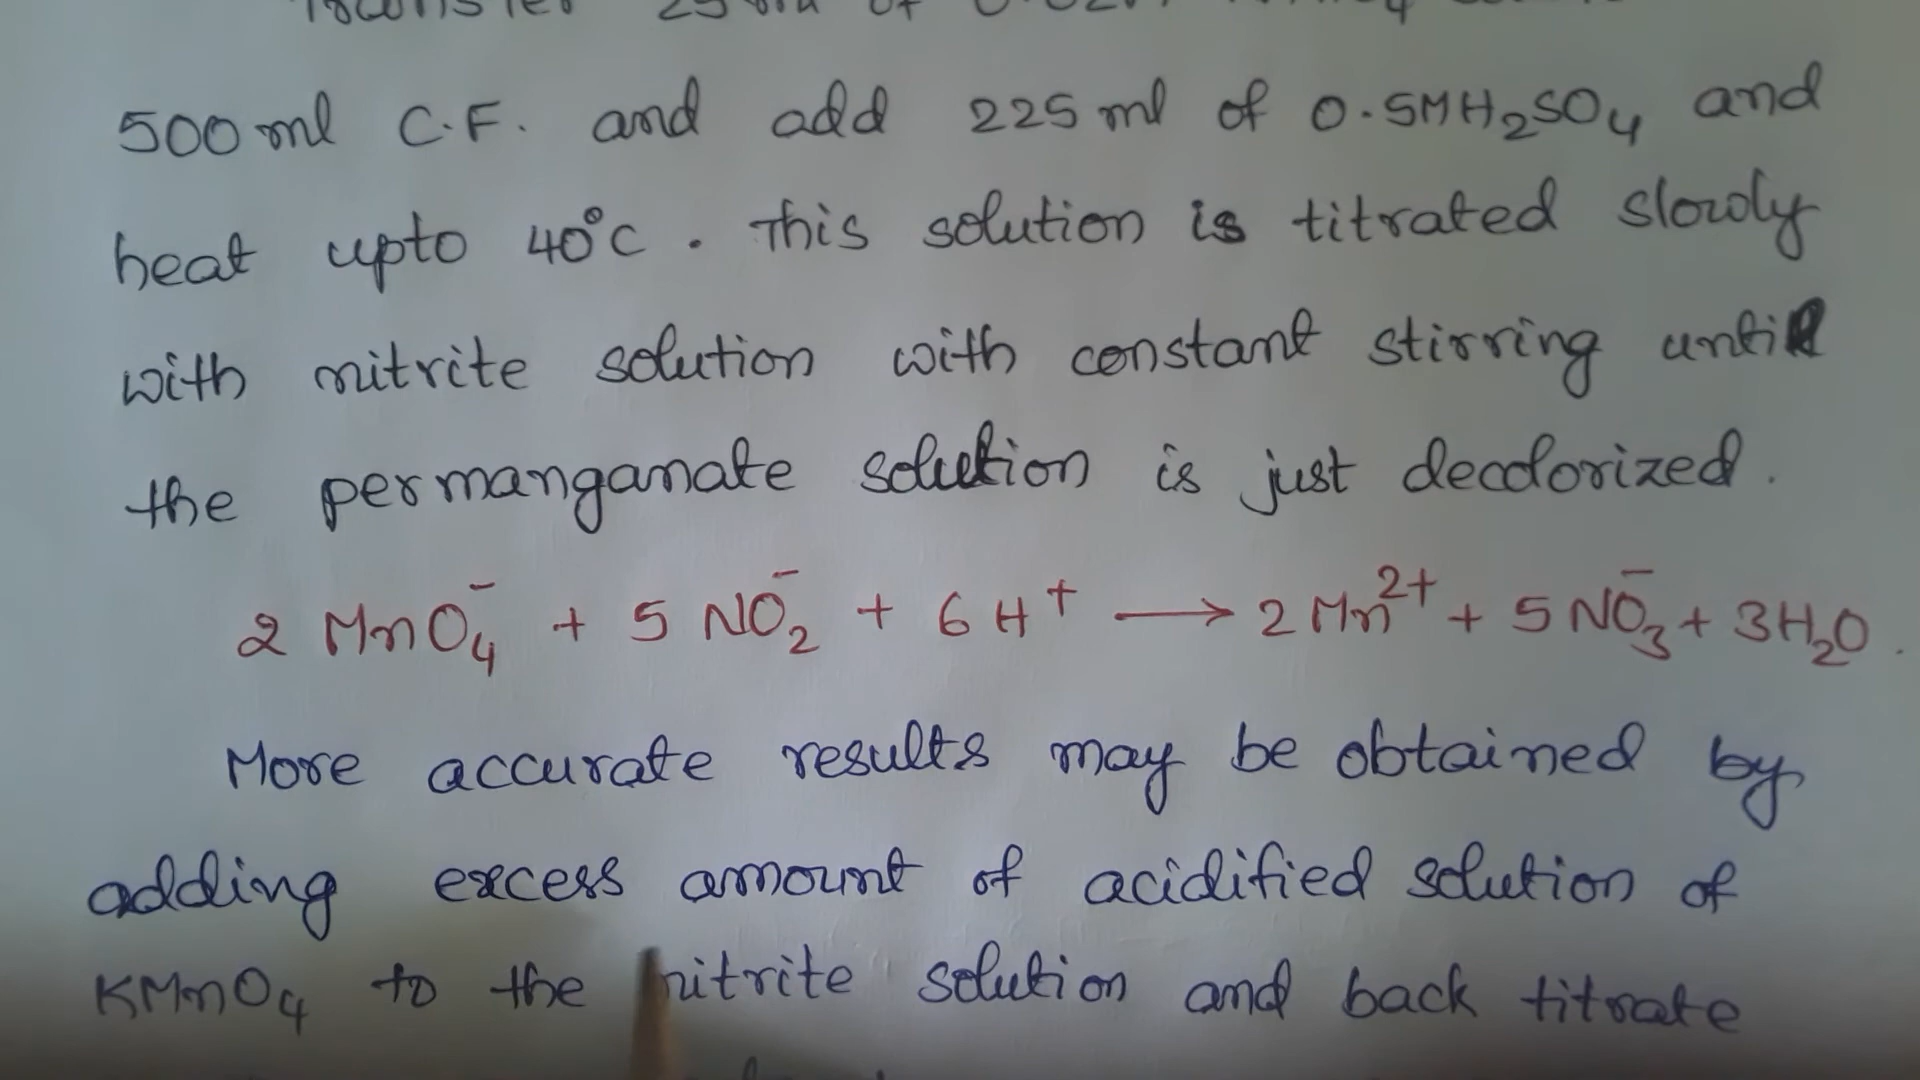 25 of
500 ml C.F. and add 225 ml of 0.5M H₂SO₄ and
heat upto 40°C. This solution is titrated slowly
with nitrite solution with constant stirring until
the permanganate solution is just decolorized.
2 MnO₄⁻ + 5 NO₂⁻ + 6 H⁺ ⟶ 2 Mn²⁺ + 5 NO₃⁻ + 3H₂O.
More accurate results may be obtained by
adding excess amount of acidified solution of
KMnO₄ to the nitrite solution and back titrate